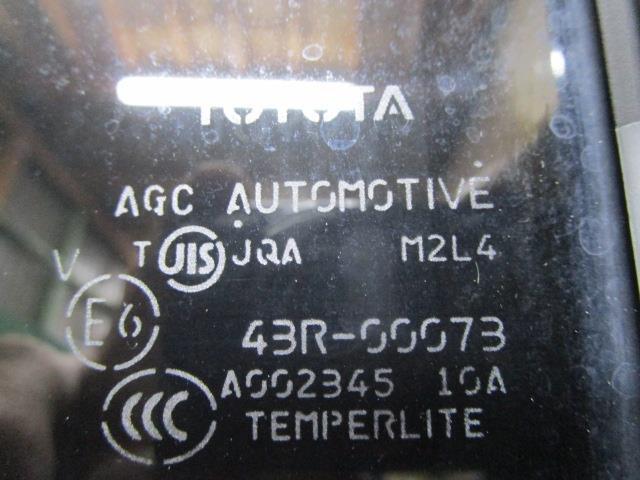 TOYOTA
AGC AUTOMOTIVE
T JIS JQA M2L4
V
E6 43R-00073
CCC A002345 10A
TEMPERLITE